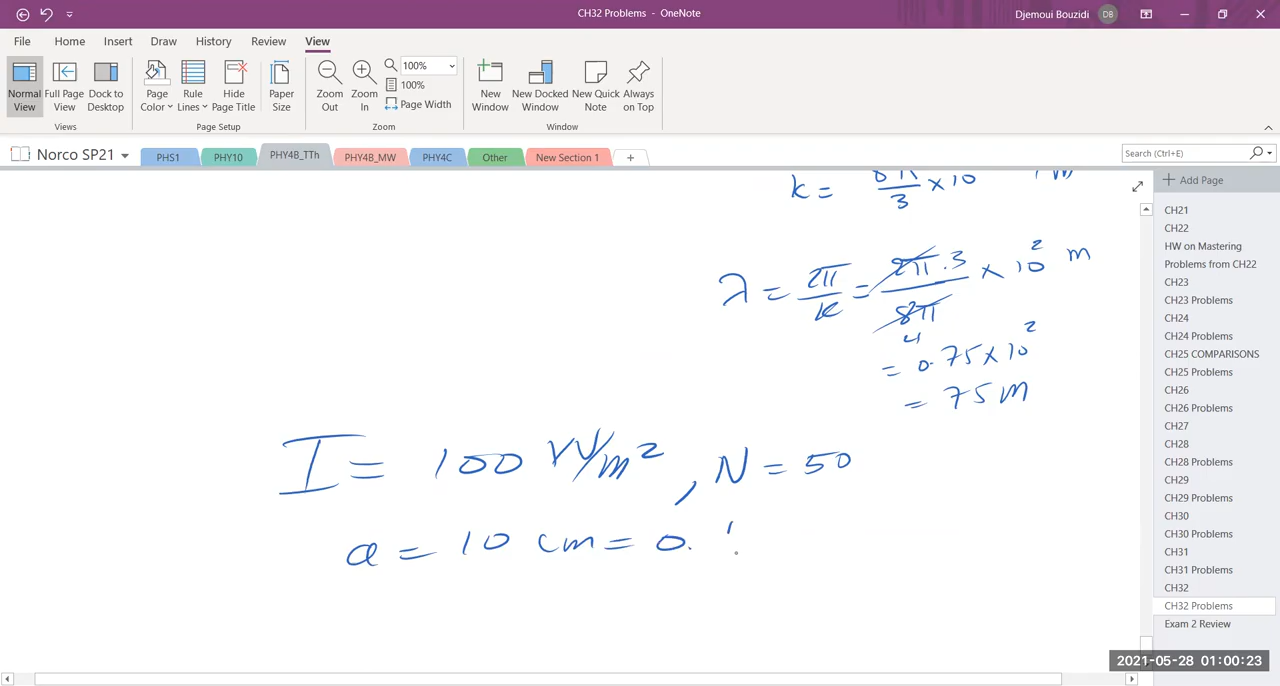 CH32 Problems - OneNote
Djemoui Bouzidi DB
File Home Insert Draw History Review View
Normal View
Full Page View
Dock to Desktop
Page Color
Rule Lines
Hide Page Title
Paper Size
Zoom Out
Zoom In
100%
100%
Page Width
New Window
New Docked Window
New Quick Note
Always on Top
Views Page Setup Zoom Window
Norco SP21 PHS1 PHY10 PHY4B_TTh PHY4B_MW PHY4C Other New Section 1 +
Search (Ctrl+E)
Add Page
CH21
CH22
HW on Mastering
Problems from CH22
CH23
CH23 Problems
CH24
CH24 Problems
CH25 COMPARISONS
CH25 Problems
CH26
CH26 Problems
CH27
CH28
CH28 Problems
CH29
CH29 Problems
CH30
CH30 Problems
CH31
CH31 Problems
CH32
CH32 Problems
Exam 2 Review
k = 8π/3 × 10
λ = 2π/k = 2π.3/8π × 10² m
4
= 0.75 × 10²
= 75 m
I = 100 W/m², N = 50
a = 10 cm = 0.
2021-05-28 01:00:23